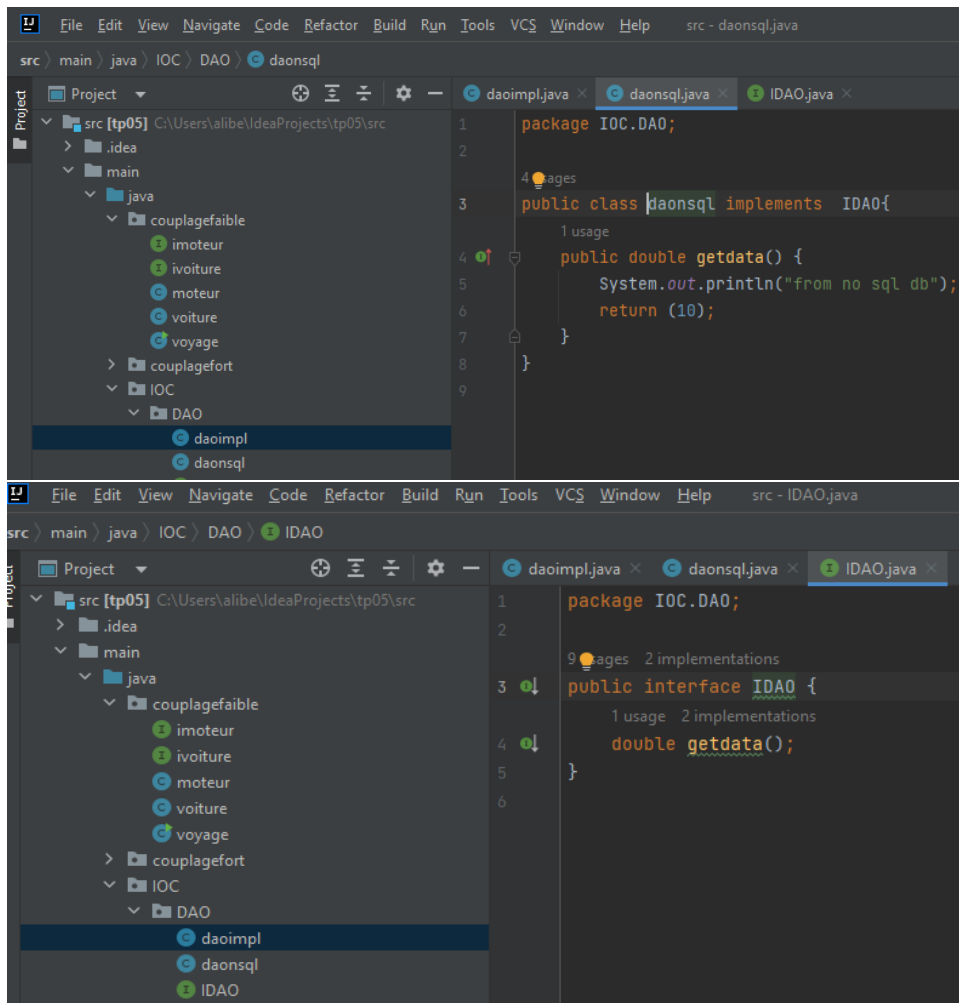 File Edit View Navigate Code Refactor Build Run Tools VCS Window Help src - daonsql.java
src 〉 main 〉 java 〉 IOC 〉 DAO 〉 daonsql
Project
Project
daoimpl.java × daonsql.java × IDAO.java ×
src [tp05] C:\Users\alibe\IdeaProjects\tp05\src
.idea
main
java
couplagefaible
imoteur
ivoiture
moteur
voiture
voyage
couplagefort
IOC
DAO
daoimpl
daonsql
1 package IOC.DAO;
2
4 sages
3 public class daonsql implements  IDAO{
1 usage
4 public double getdata() {
5 System.out.println("from no sql db");
6 return (10);
7 }
8 }
9
File Edit View Navigate Code Refactor Build Run Tools VCS Window Help src - IDAO.java
src 〉 main 〉 java 〉 IOC 〉 DAO 〉 IDAO
Project
daoimpl.java × daonsql.java × IDAO.java ×
src [tp05] C:\Users\alibe\IdeaProjects\tp05\src
.idea
main
java
couplagefaible
imoteur
ivoiture
moteur
voiture
voyage
couplagefort
IOC
DAO
daoimpl
daonsql
IDAO
1 package IOC.DAO;
2
9 sages 2 implementations
3 public interface IDAO {
1 usage 2 implementations
4 double getdata();
5 }
6